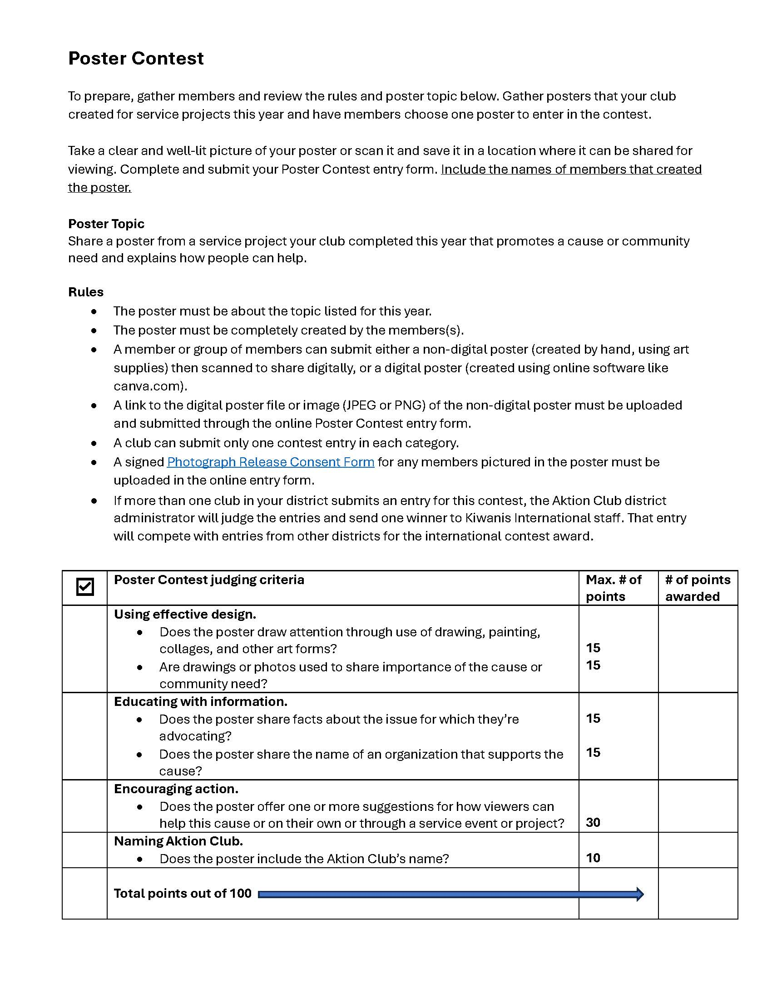 Poster Contest
To prepare, gather members and review the rules and poster topic below. Gather posters that your club
created for service projects this year and have members choose one poster to enter in the contest.
Take a clear and well-lit picture of your poster or scan it and save it in a location where it can be shared for
viewing. Complete and submit your Poster Contest entry form. Include the names of members that created
the poster.
Poster Topic
Share a poster from a service project your club completed this year that promotes a cause or community
need and explains how people can help.
Rules
• The poster must be about the topic listed for this year.
• The poster must be completely created by the members(s).
• A member or group of members can submit either a non-digital poster (created by hand, using art
supplies) then scanned to share digitally, or a digital poster (created using online software like
canva.com).
• A link to the digital poster file or image (JPEG or PNG) of the non-digital poster must be uploaded
and submitted through the online Poster Contest entry form.
• A club can submit only one contest entry in each category.
• A signed Photograph Release Consent Form for any members pictured in the poster must be
uploaded in the online entry form.
• If more than one club in your district submits an entry for this contest, the Aktion Club district
administrator will judge the entries and send one winner to Kiwanis International staff. That entry
will compete with entries from other districts for the international contest award.
Poster Contest judging criteria
Max. # of
points
# of points
awarded
Using effective design.
• Does the poster draw attention through use of drawing, painting,
collages, and other art forms?
15
• Are drawings or photos used to share importance of the cause or
community need?
15
Educating with information.
• Does the poster share facts about the issue for which they’re
advocating?
15
• Does the poster share the name of an organization that supports the
cause?
15
Encouraging action.
• Does the poster offer one or more suggestions for how viewers can
help this cause or on their own or through a service event or project?
30
Naming Aktion Club.
• Does the poster include the Aktion Club’s name?
10
Total points out of 100